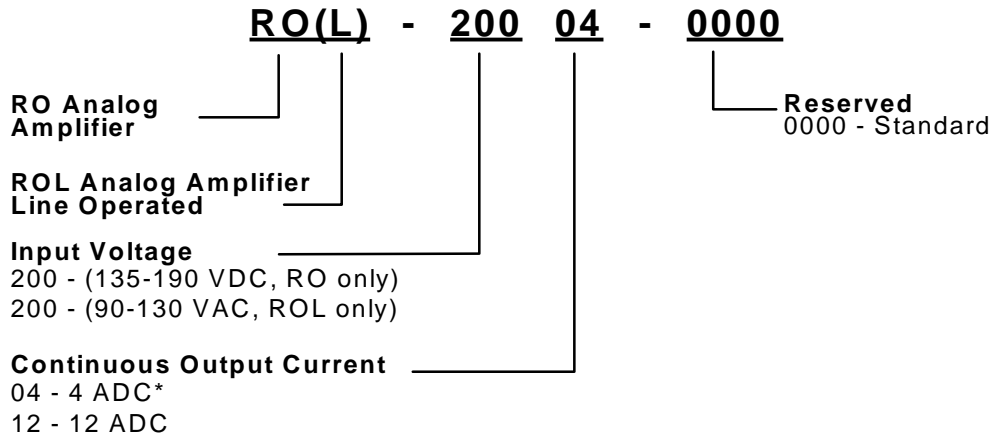 RO(L) - 200 04 - 0000
RO Analog
Amplifier
Reserved
0000 - Standard
ROL Analog Amplifier
Line Operated
Input Voltage
200 - (135-190 VDC, RO only)
200 - (90-130 VAC, ROL only)
Continuous Output Current
04 - 4 ADC*
12 - 12 ADC